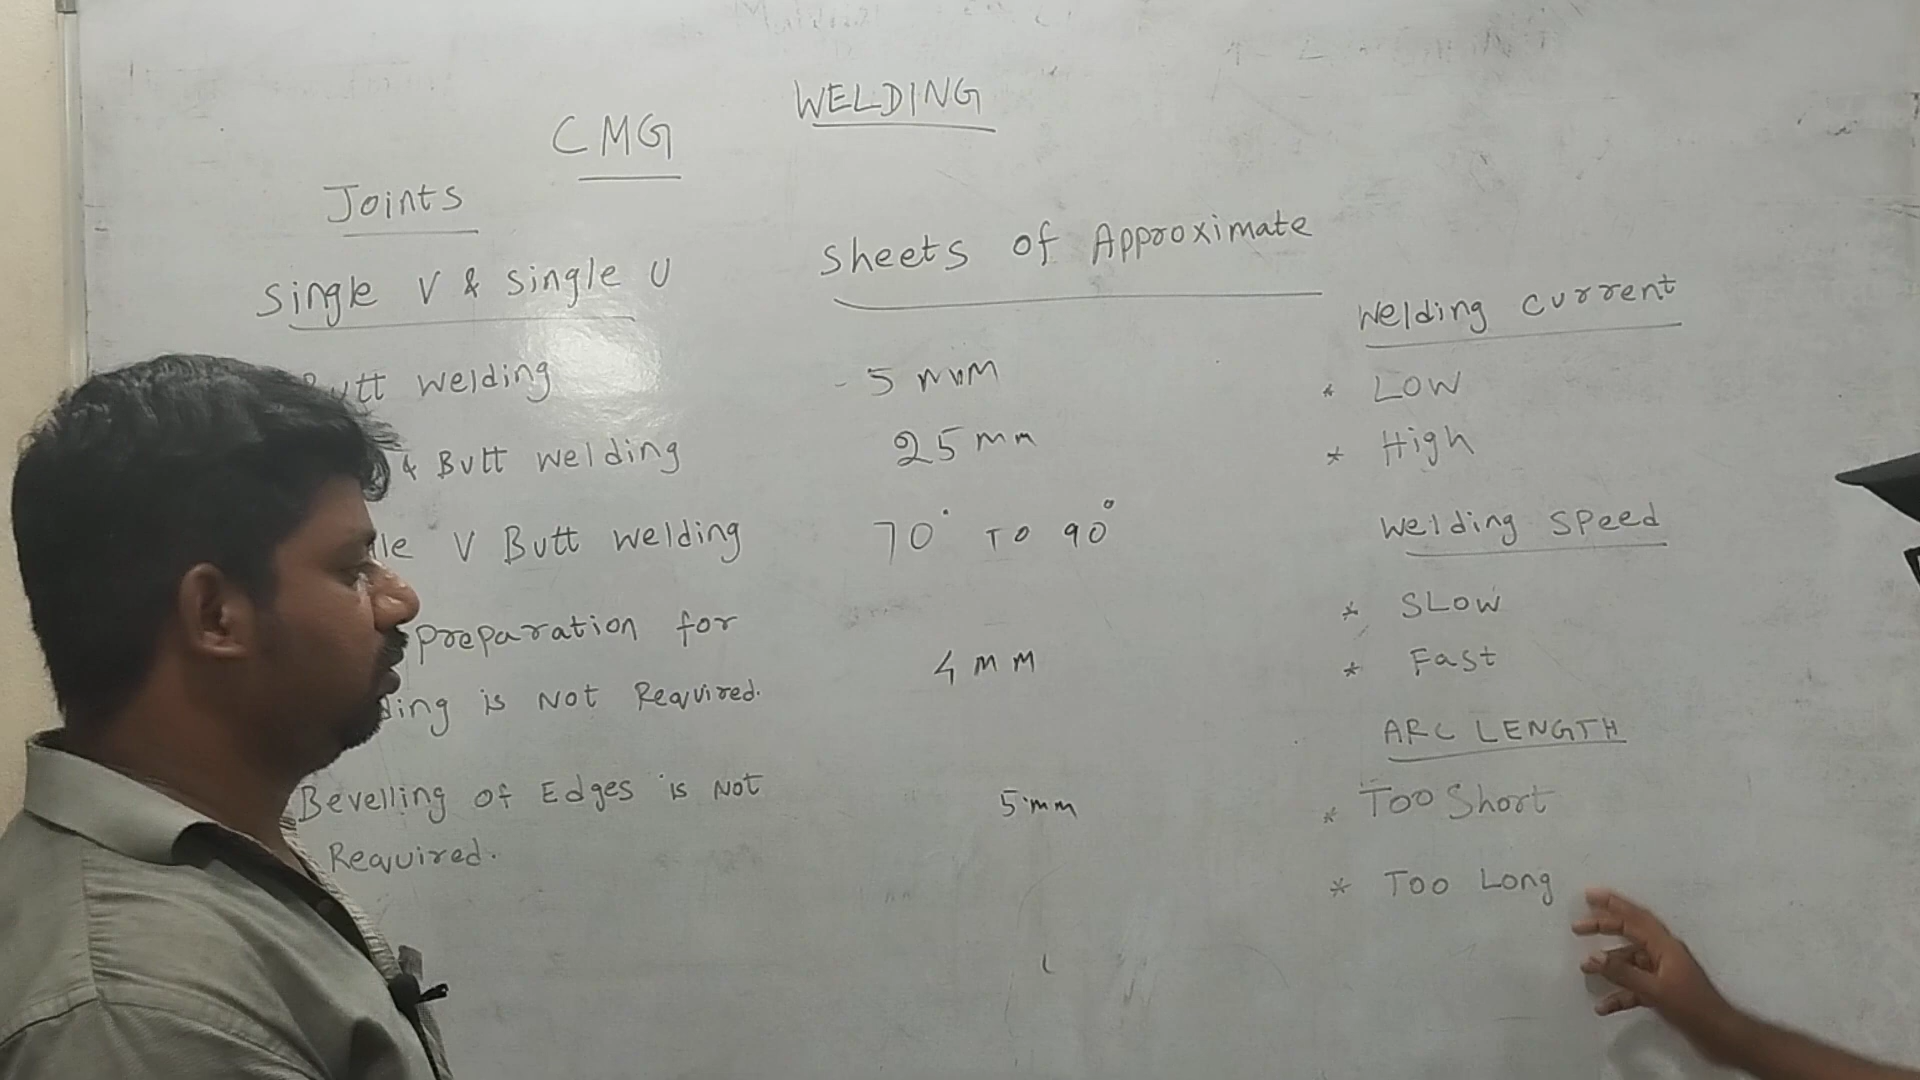 WELDING
CMG
Joints
Sheets of Approximate
Single V & Single U
Butt welding - 5 mm
& Butt welding 25 mm
le V Butt welding 70° TO 90°
preparation for
ding is Not Required. 4 mm
Bevelling of Edges is Not
Required. 5 mm
Welding current
* LOW
* High
Welding Speed
* SLOW
* Fast
ARC LENGTH
* Too Short
* Too Long